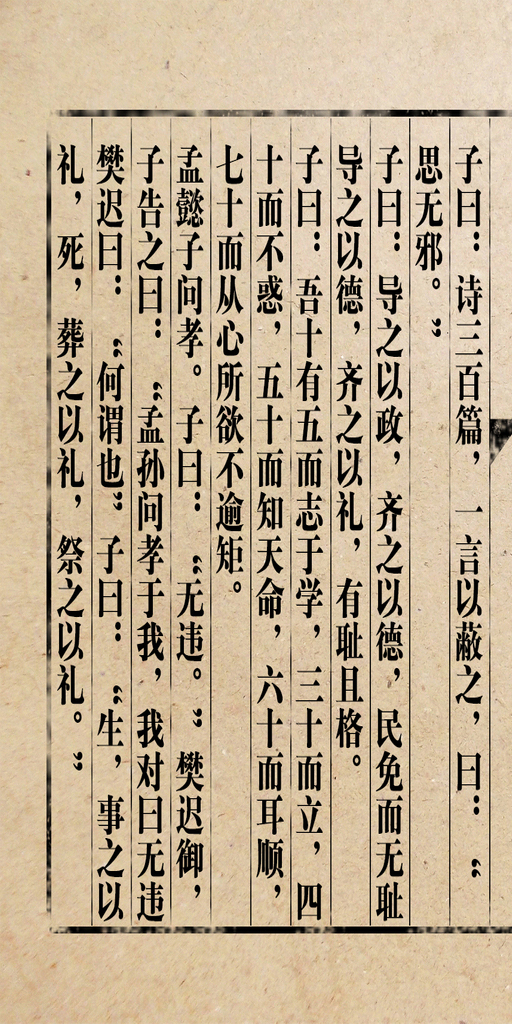 子曰：诗三百篇，一言以蔽之，曰：“
思无邪。”
子曰：导之以政，齐之以德，民免而无耻
导之以德，齐之以礼，有耻且格。
子曰：吾十有五而志于学，三十而立，四
十而不惑，五十而知天命，六十而耳顺，
七十而从心所欲不逾矩。
孟懿子问孝。子曰：“无违。”樊迟御，
子告之曰：“孟孙问孝于我，我对曰无违
樊迟曰：“何谓也”子曰：“生，事之以
礼，死，葬之以礼，祭之以礼。”